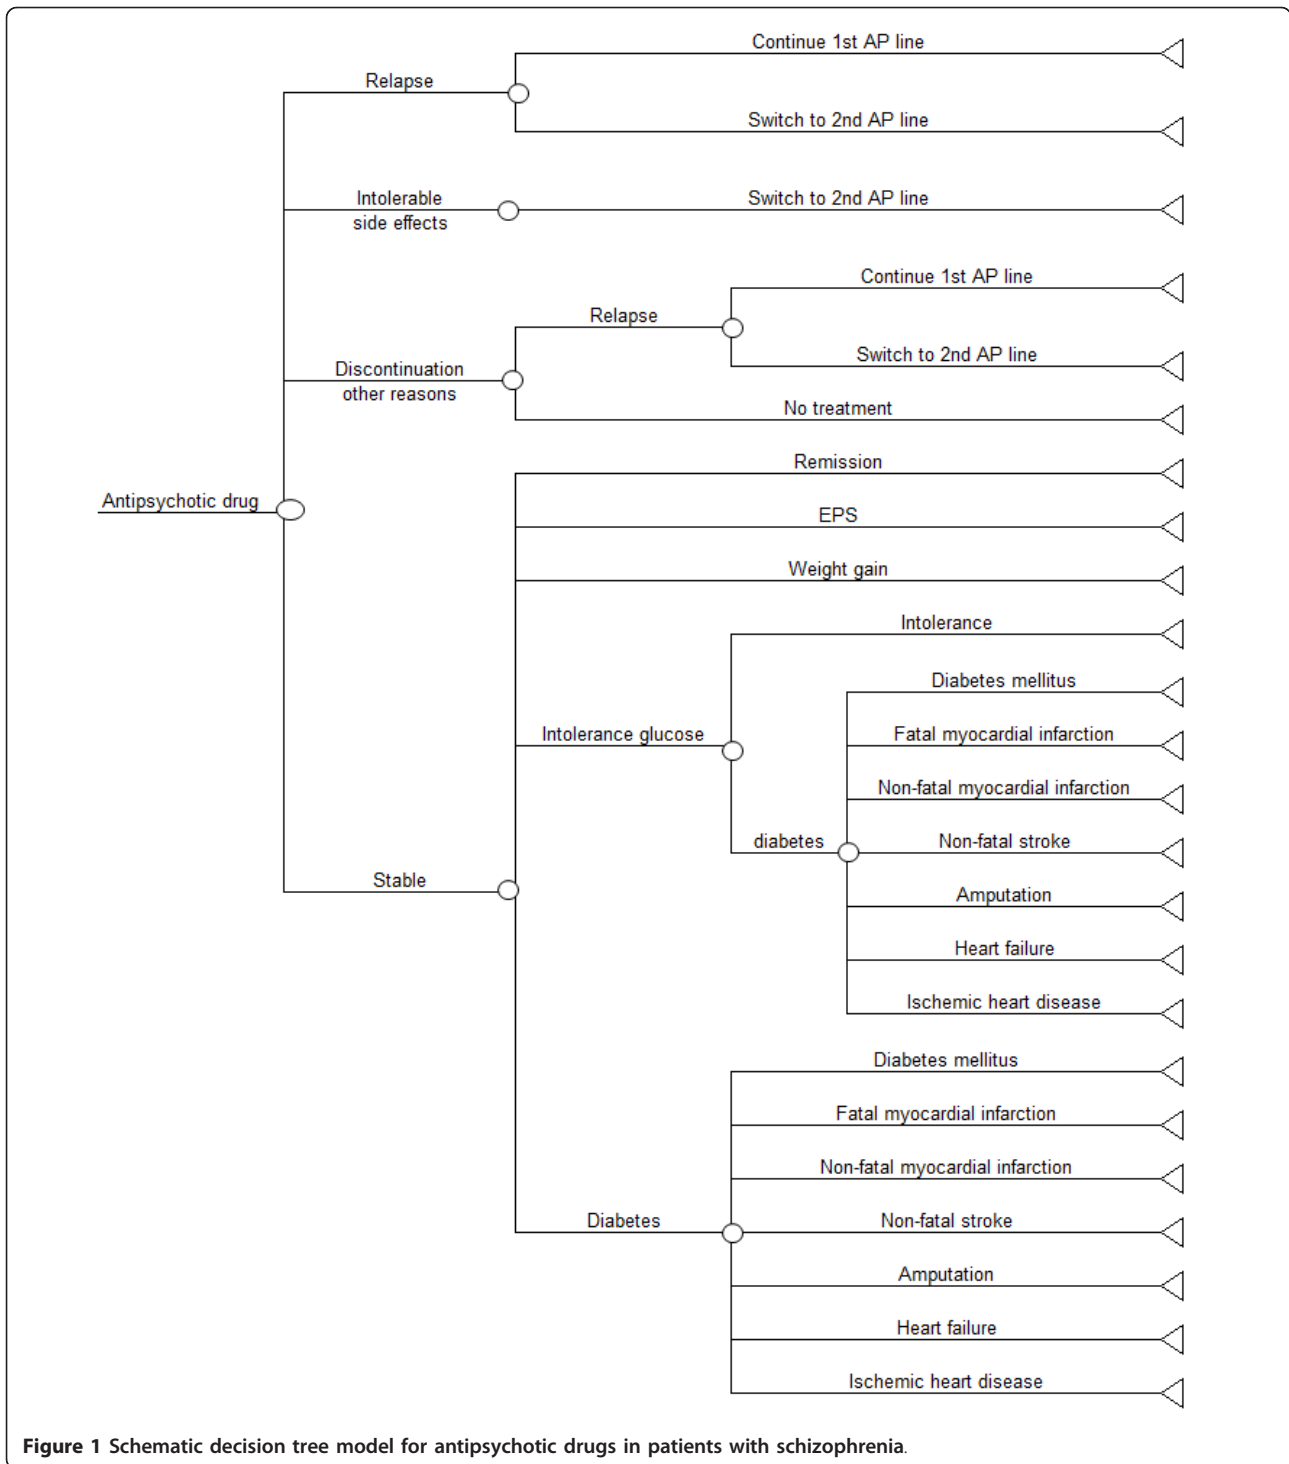 Continue 1st AP line
Relapse
Switch to 2nd AP line
Intolerable
side effects
Switch to 2nd AP line
Continue 1st AP line
Relapse
Switch to 2nd AP line
Discontinuation
other reasons
No treatment
Remission
Antipsychotic drug
EPS
Weight gain
Intolerance
Diabetes mellitus
Intolerance glucose
Fatal myocardial infarction
Non-fatal myocardial infarction
diabetes
Non-fatal stroke
Stable
Amputation
Heart failure
Ischemic heart disease
Diabetes mellitus
Fatal myocardial infarction
Non-fatal myocardial infarction
Diabetes
Non-fatal stroke
Amputation
Heart failure
Ischemic heart disease
Figure 1 Schematic decision tree model for antipsychotic drugs in patients with schizophrenia.